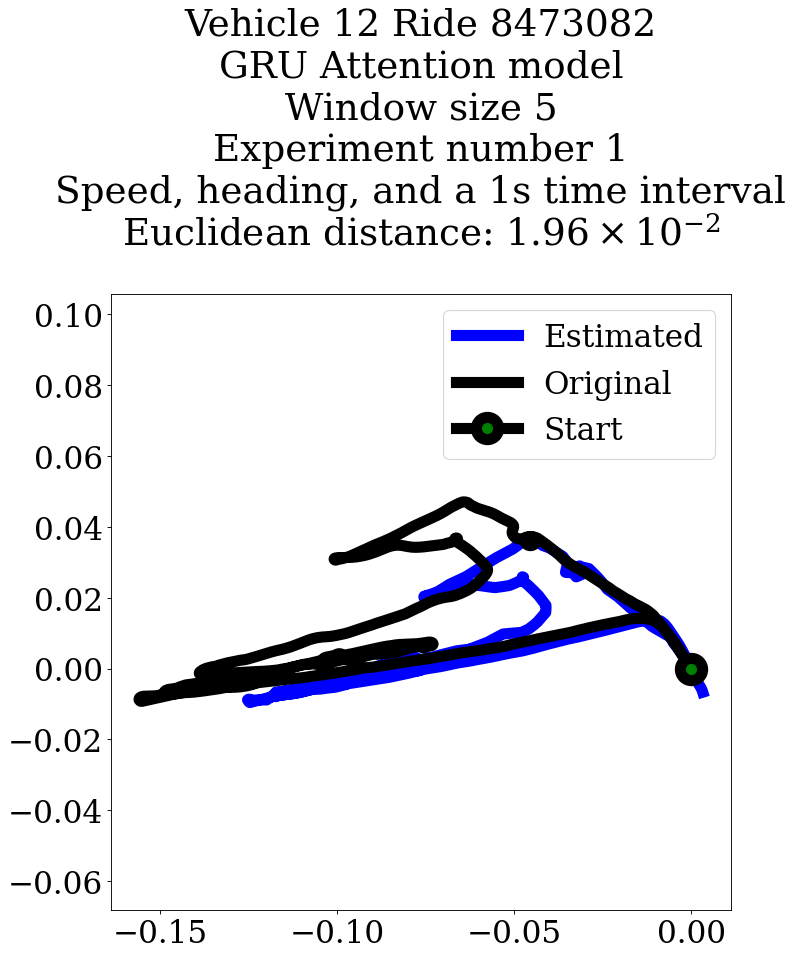 Vehicle 12 Ride 8473082
GRU Attention model
Window size 5
Experiment number 1
Speed, heading, and a 1s time interval
Euclidean distance: 1.96 × 10⁻²
Estimated
Original
Start
0.10
0.08
0.06
0.04
0.02
0.00
−0.02
−0.04
−0.06
−0.15 −0.10 −0.05 0.00